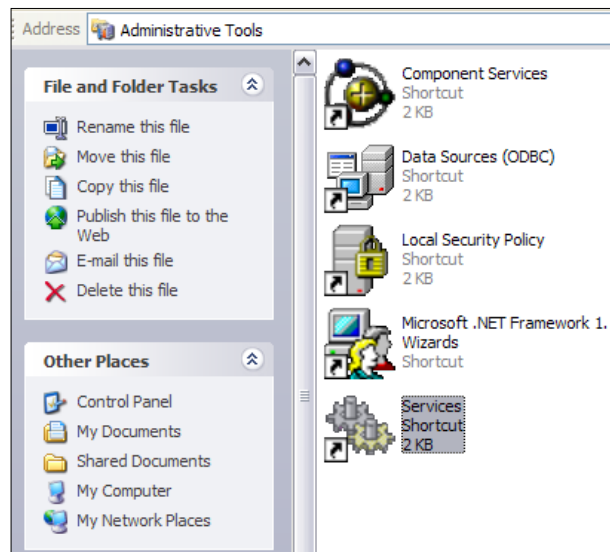 Address Administrative Tools
File and Folder Tasks
Rename this file
Move this file
Copy this file
Publish this file to the
Web
E-mail this file
Delete this file
Other Places
Control Panel
My Documents
Shared Documents
My Computer
My Network Places
Component Services
Shortcut
2 KB
Data Sources (ODBC)
Shortcut
2 KB
Local Security Policy
Shortcut
2 KB
Microsoft .NET Framework 1.
Wizards
Shortcut
Services
Shortcut
2 KB